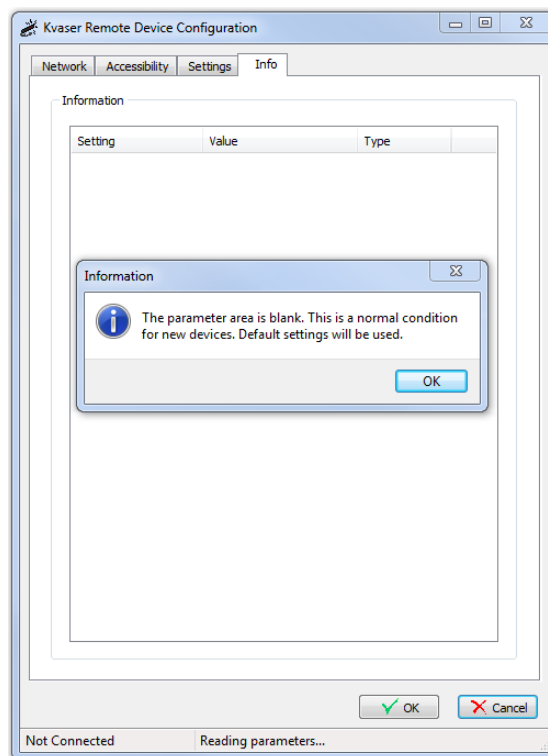 Kvaser Remote Device Configuration
Network Accessibility Settings Info
Information
Setting Value Type
Information
The parameter area is blank. This is a normal condition
for new devices. Default settings will be used.
OK
OK Cancel
Not Connected Reading parameters...